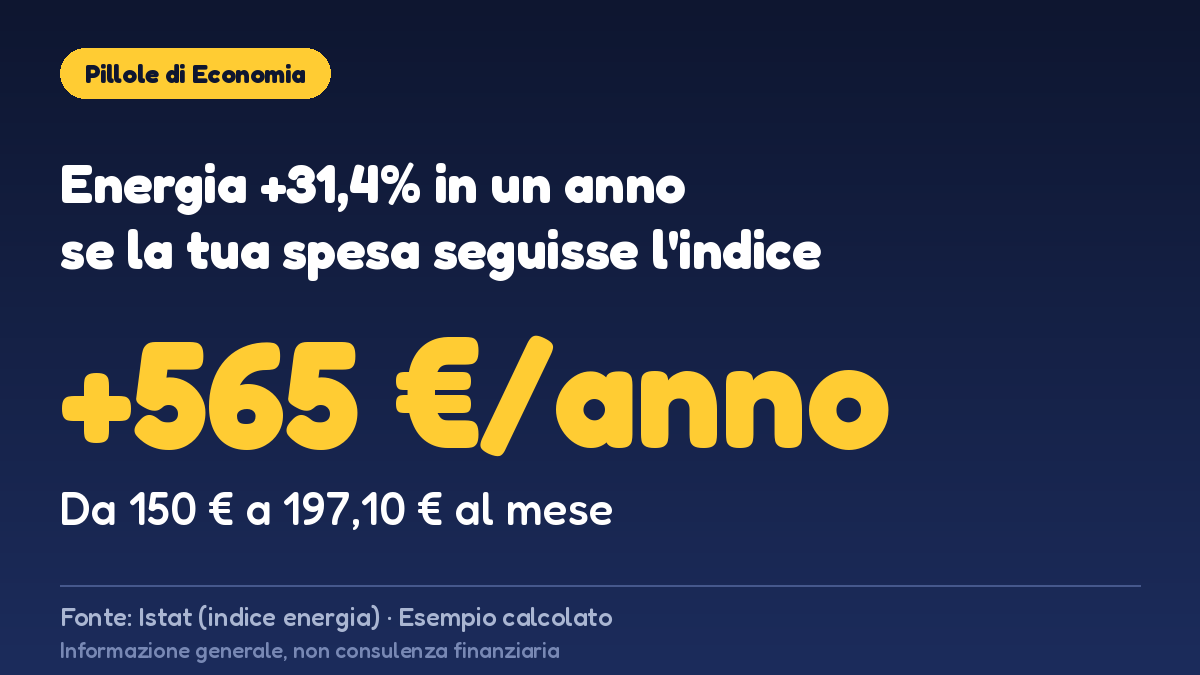 Pillole di Economia
Energia +31,4% in un anno
se la tua spesa seguisse l'indice
+565 €/anno
Da 150 € a 197,10 € al mese
Fonte: Istat (indice energia) · Esempio calcolato
Informazione generale, non consulenza finanziaria